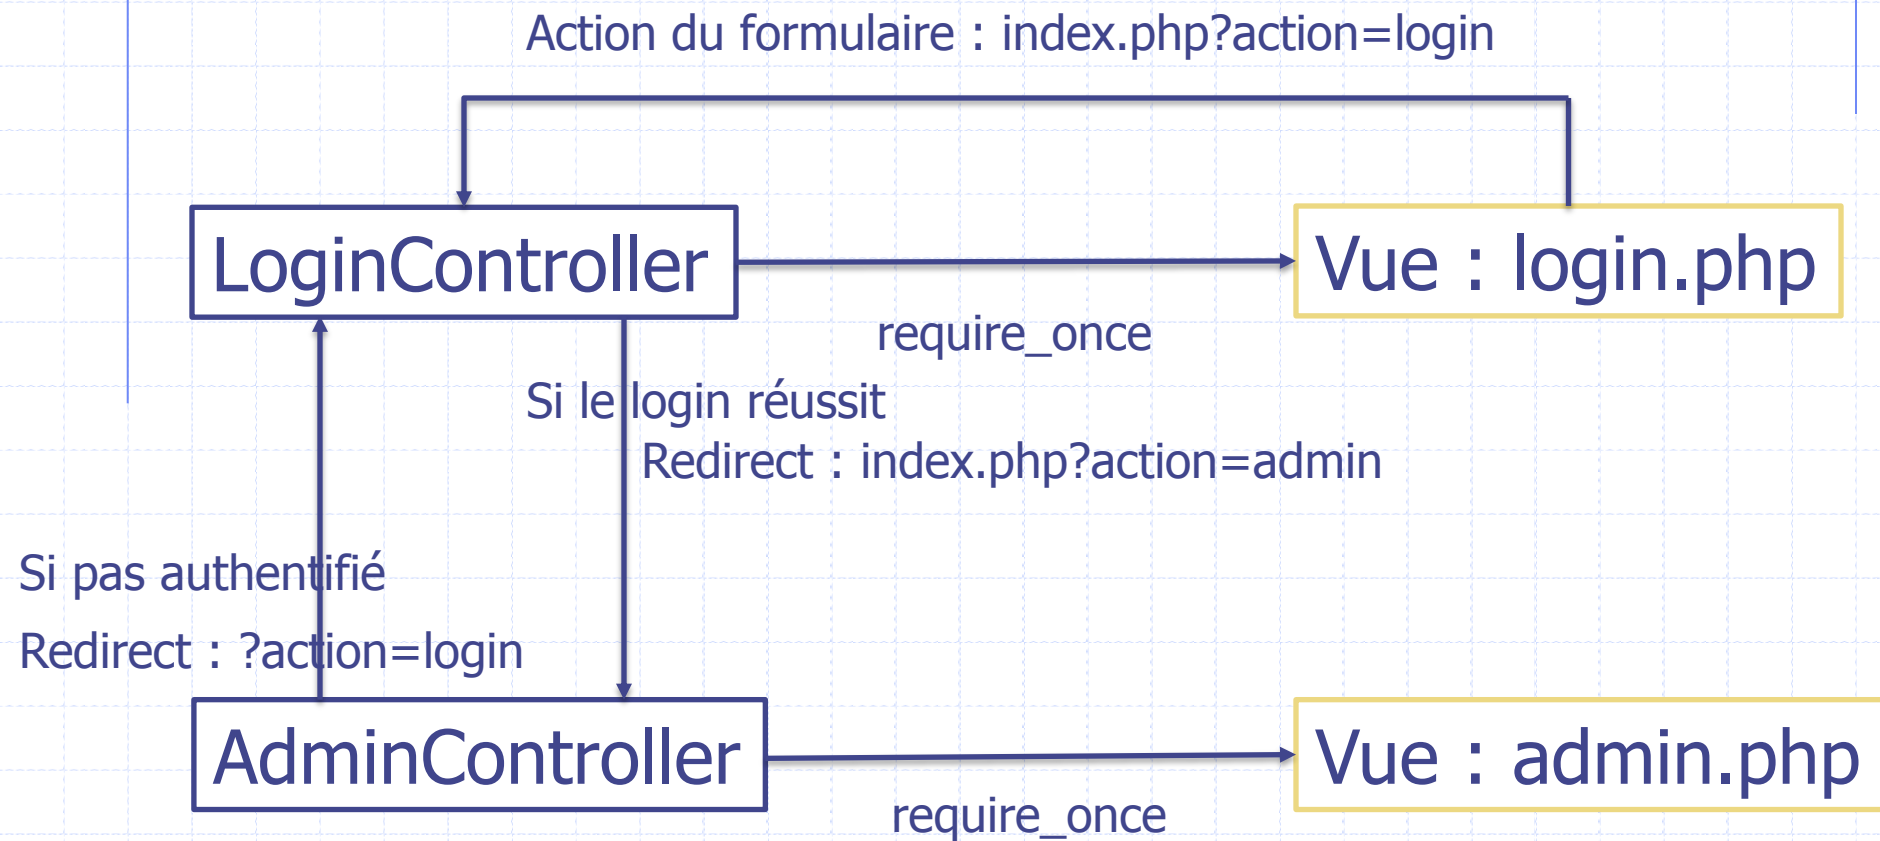 Action du formulaire : index.php?action=login
LoginController
Vue : login.php
require_once
Si le login réussit
Redirect : index.php?action=admin
Si pas authentifié
Redirect : ?action=login
AdminController
Vue : admin.php
require_once